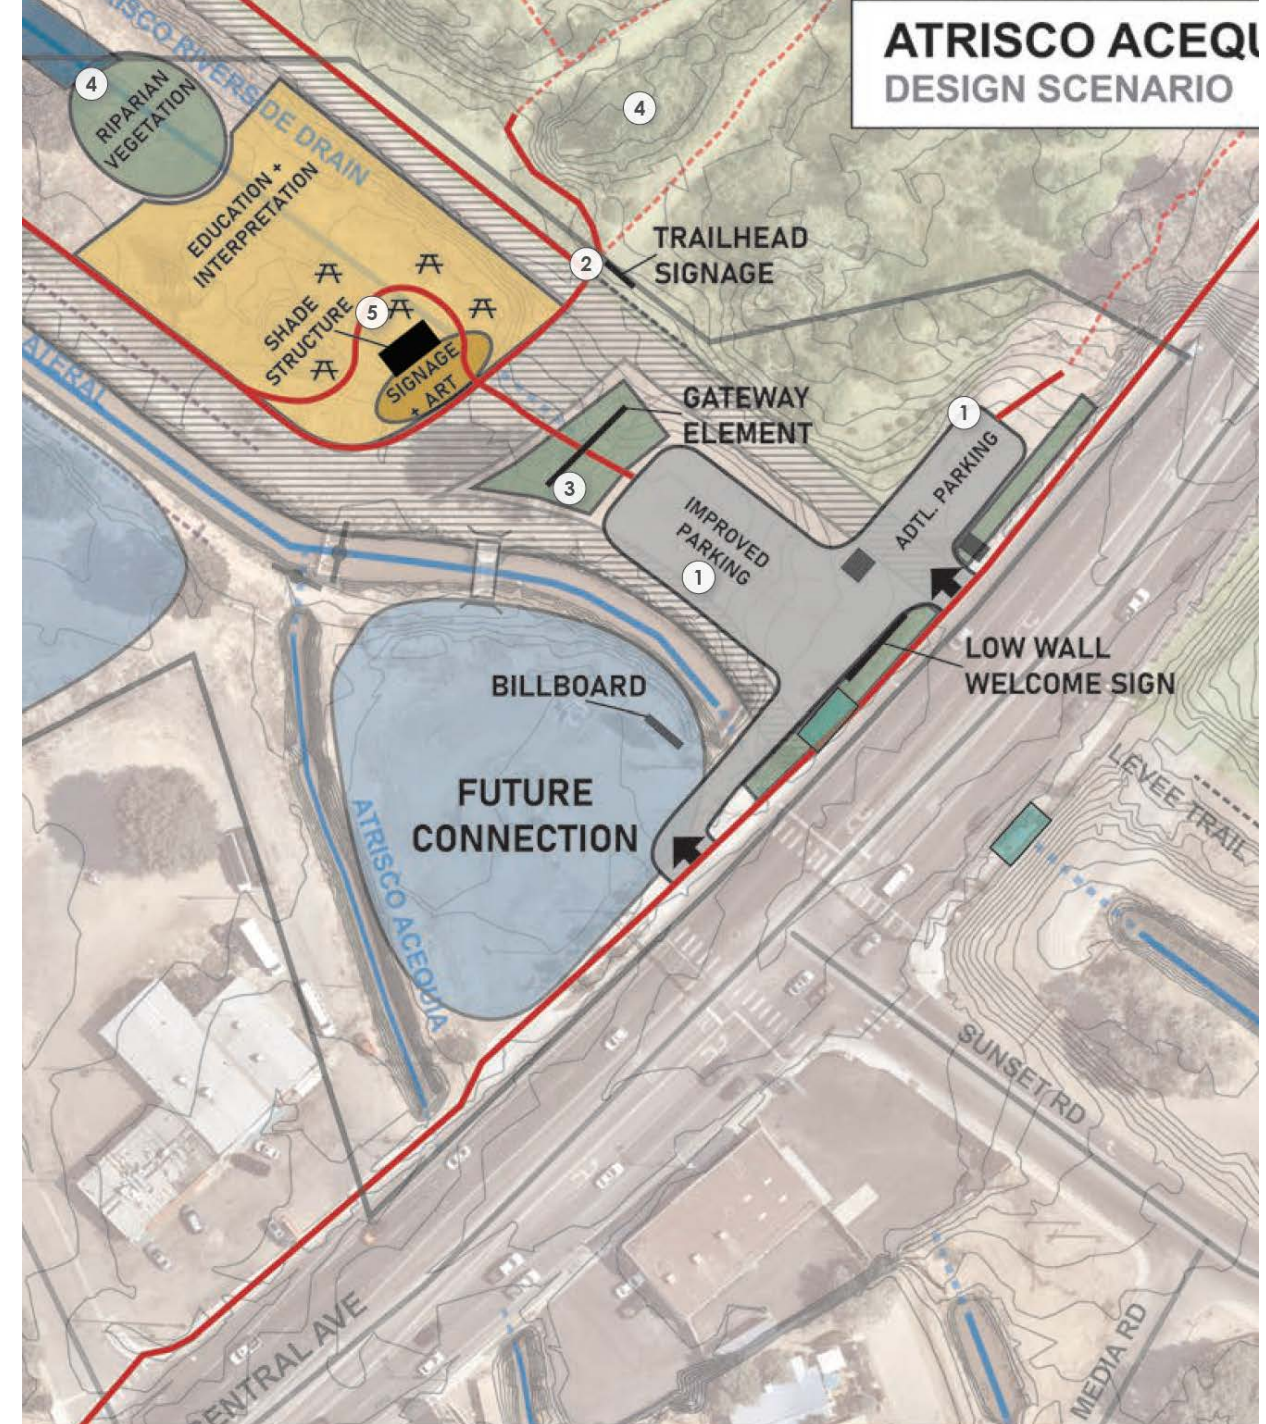 ATRISCO ACEQU
DESIGN SCENARIO
RISCO RIVERSIDE DRAIN
4
RIPARIAN
VEGETATION
4
EDUCATION +
INTERPRETATION
TRAILHEAD
SIGNAGE
2
5
SHADE
STRUCTURE
SIGNAGE
+ ART
ATERAL
GATEWAY
ELEMENT
1
3
ADTL. PARKING
IMPROVED
PARKING
1
LOW WALL
WELCOME SIGN
BILLBOARD
FUTURE
CONNECTION
ATRISCO ACEQUIA
LEVEE TRAIL
SUNSET RD
CENTRAL AVE
MEDIA RD